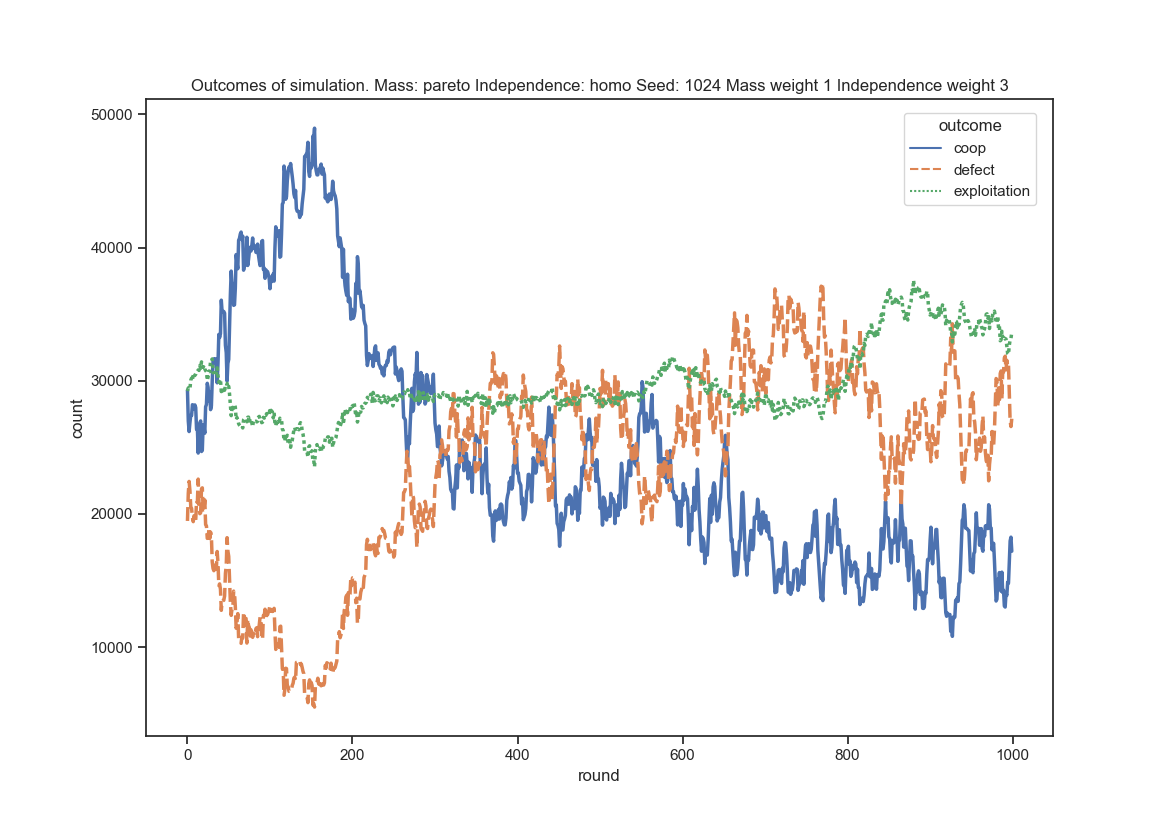 Outcomes of simulation. Mass: pareto Independence: homo Seed: 1024 Mass weight 1 Independence weight 3
outcome
coop
defect
exploitation
50000
40000
30000
20000
10000
count
0
200
400
600
800
1000
round